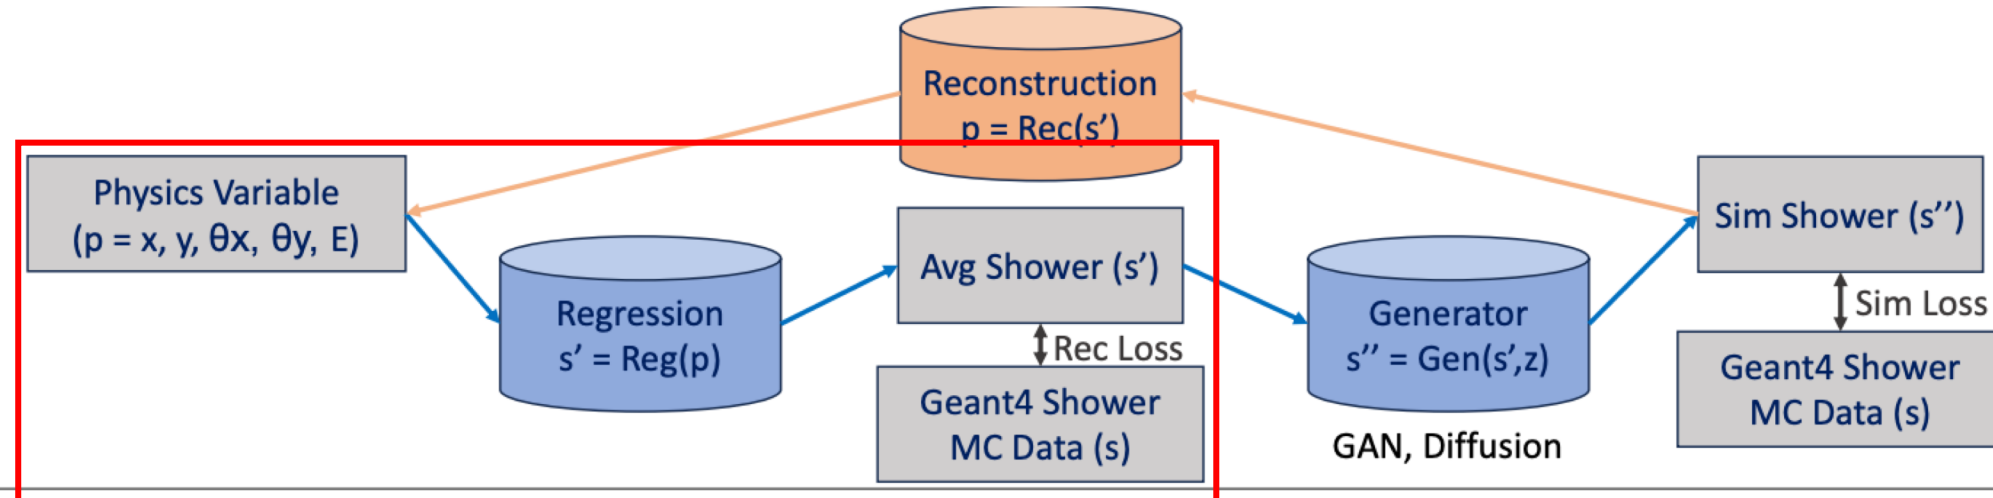 Reconstruction
p = Rec(s’)
Physics Variable
(p = x, y, θx, θy, E)
Regression
s’ = Reg(p)
Avg Shower (s’)
Rec Loss
Geant4 Shower
MC Data (s)
Generator
s’’ = Gen(s’,z)
GAN, Diffusion
Sim Shower (s’’)
Sim Loss
Geant4 Shower
MC Data (s)